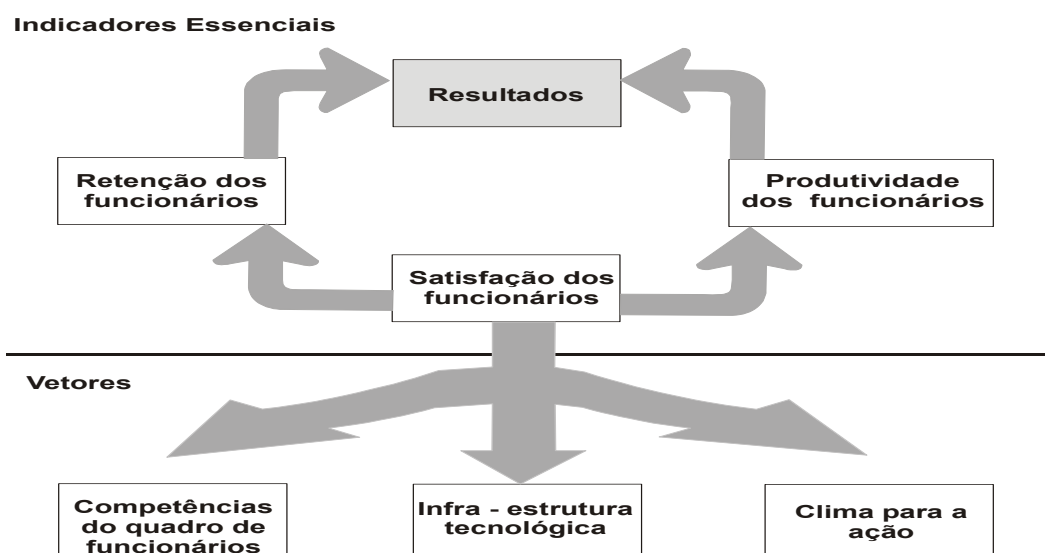 Indicadores Essenciais
Resultados
Retenção dos
funcionários
Produtividade
dos funcionários
Satisfação dos
funcionários
Vetores
Competências
do quadro de
funcionários
Infra - estrutura
tecnológica
Clima para a
ação